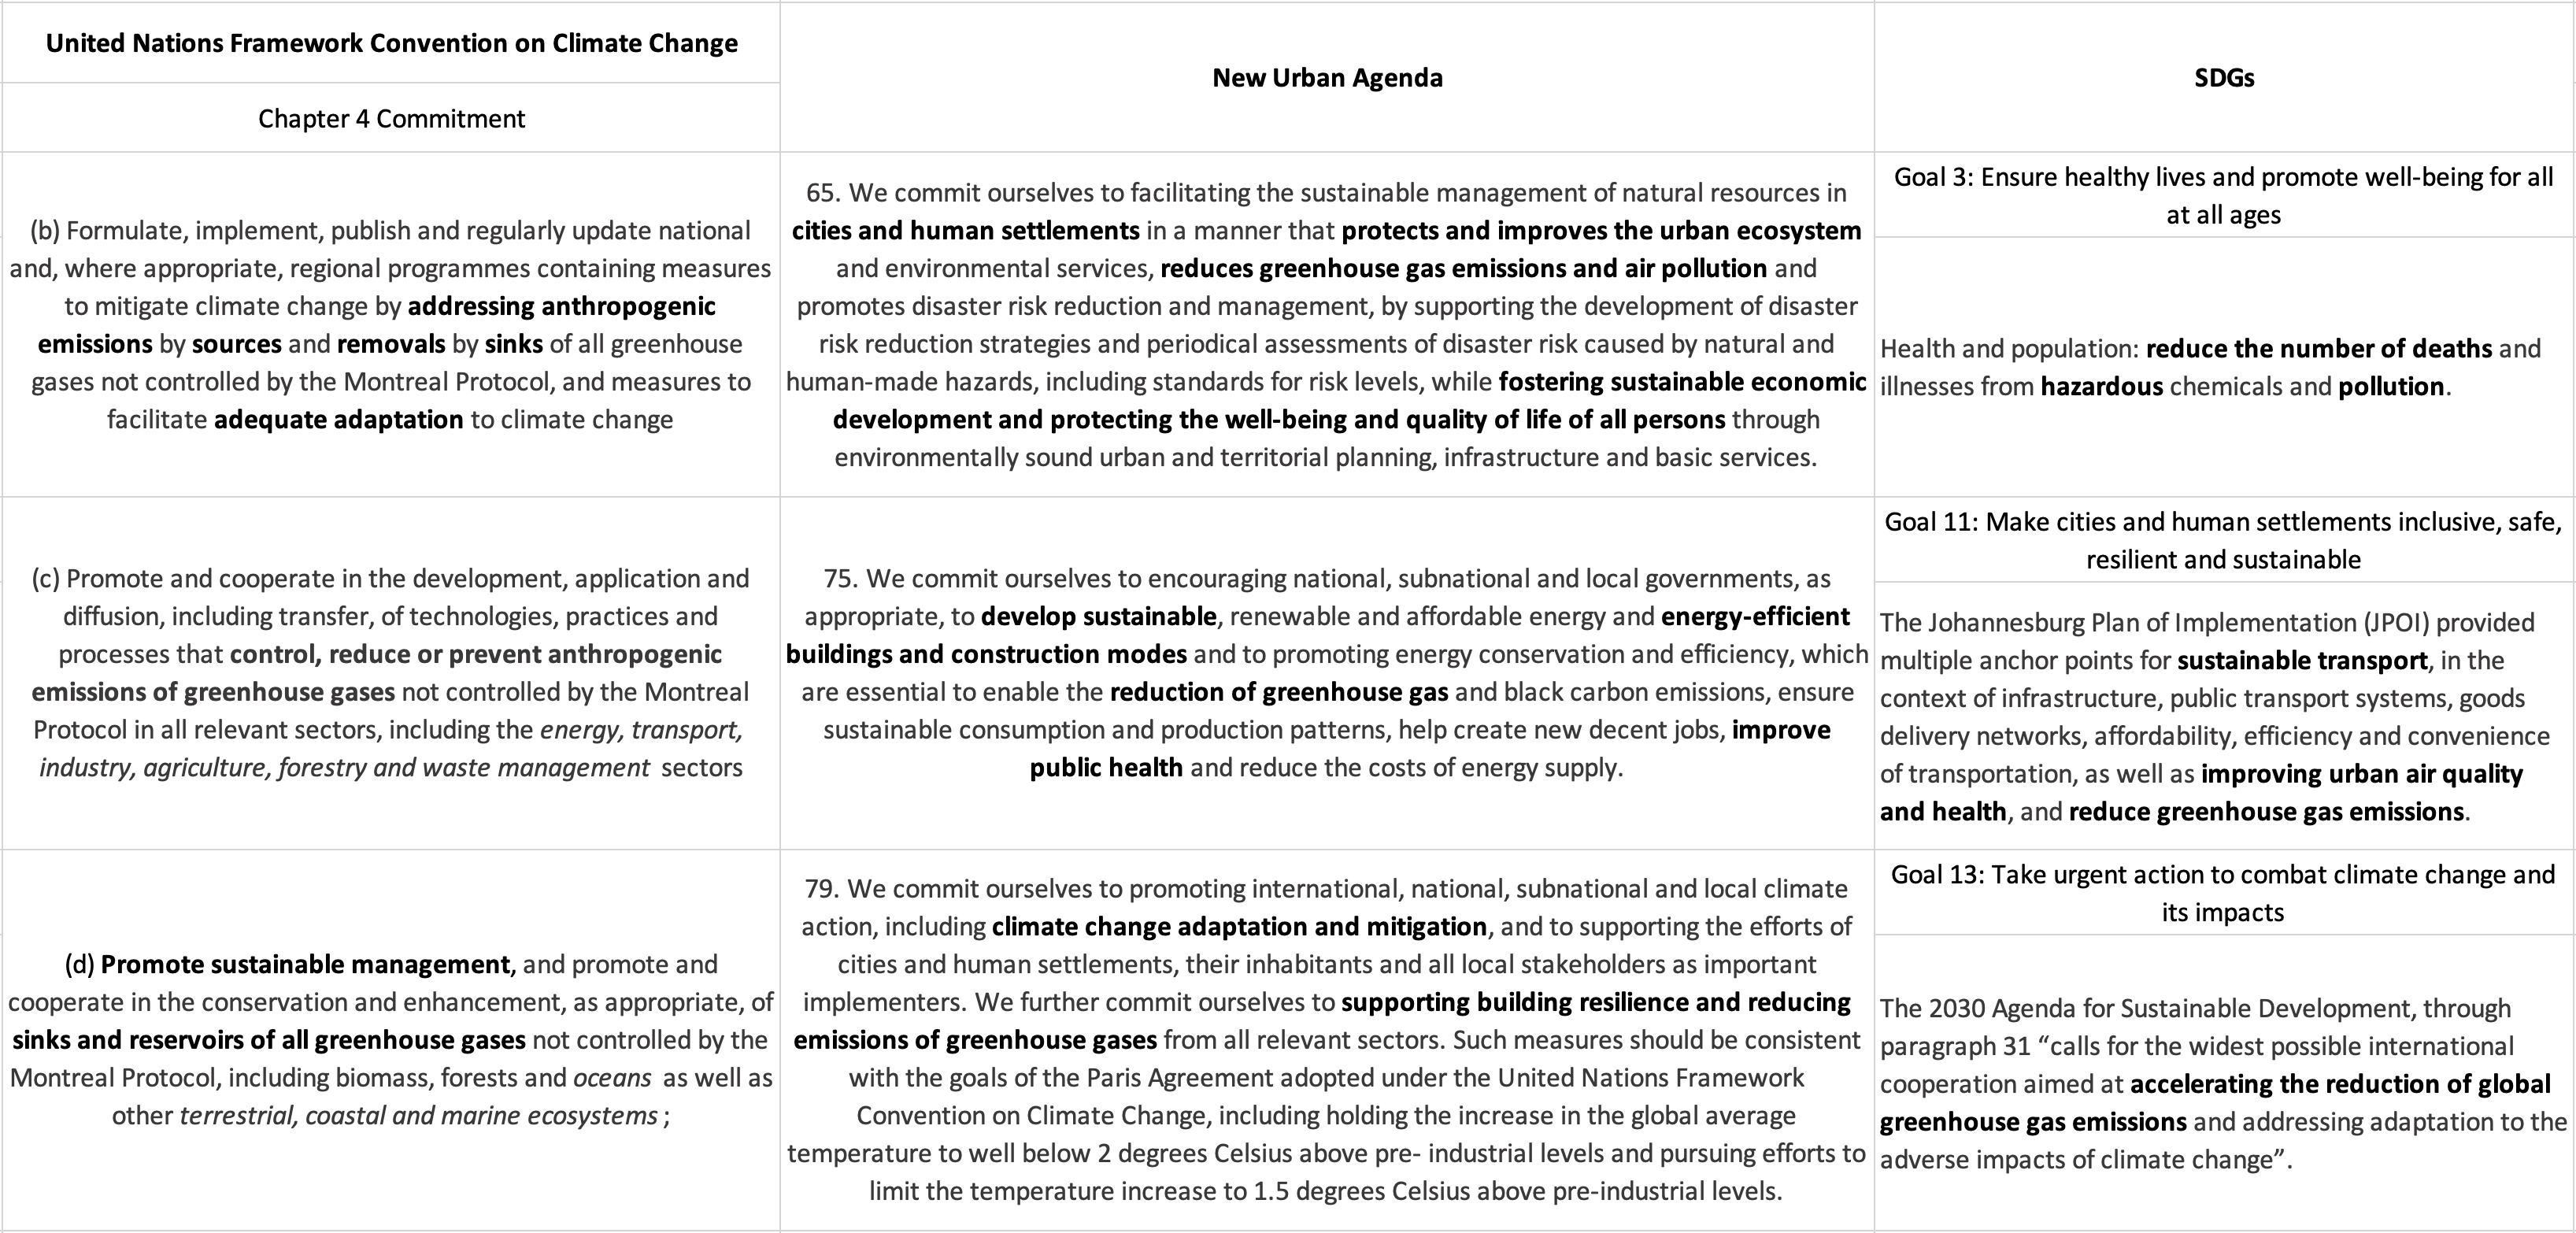 United Nations Framework Convention on Climate Change
Chapter 4 Commitment
New Urban Agenda
SDGs
(b) Formulate, implement, publish and regularly update national
and, where appropriate, regional programmes containing measures
to mitigate climate change by addressing anthropogenic
emissions by sources and removals by sinks of all greenhouse
gases not controlled by the Montreal Protocol, and measures to
facilitate adequate adaptation to climate change
65. We commit ourselves to facilitating the sustainable management of natural resources in
cities and human settlements in a manner that protects and improves the urban ecosystem
and environmental services, reduces greenhouse gas emissions and air pollution and
promotes disaster risk reduction and management, by supporting the development of disaster
risk reduction strategies and periodical assessments of disaster risk caused by natural and
human-made hazards, including standards for risk levels, while fostering sustainable economic
development and protecting the well-being and quality of life of all persons through
environmentally sound urban and territorial planning, infrastructure and basic services.
Goal 3: Ensure healthy lives and promote well-being for all
at all ages
Health and population: reduce the number of deaths and
illnesses from hazardous chemicals and pollution.
(c) Promote and cooperate in the development, application and
diffusion, including transfer, of technologies, practices and
processes that control, reduce or prevent anthropogenic
emissions of greenhouse gases not controlled by the Montreal
Protocol in all relevant sectors, including the energy, transport,
industry, agriculture, forestry and waste management sectors
75. We commit ourselves to encouraging national, subnational and local governments, as
appropriate, to develop sustainable, renewable and affordable energy and energy-efficient
buildings and construction modes and to promoting energy conservation and efficiency, which
are essential to enable the reduction of greenhouse gas and black carbon emissions, ensure
sustainable consumption and production patterns, help create new decent jobs, improve
public health and reduce the costs of energy supply.
Goal 11: Make cities and human settlements inclusive, safe,
resilient and sustainable
The Johannesburg Plan of Implementation (JPOI) provided
multiple anchor points for sustainable transport, in the
context of infrastructure, public transport systems, goods
delivery networks, affordability, efficiency and convenience
of transportation, as well as improving urban air quality
and health, and reduce greenhouse gas emissions.
(d) Promote sustainable management, and promote and
cooperate in the conservation and enhancement, as appropriate, of
sinks and reservoirs of all greenhouse gases not controlled by the
Montreal Protocol, including biomass, forests and oceans as well as
other terrestrial, coastal and marine ecosystems ;
79. We commit ourselves to promoting international, national, subnational and local climate
action, including climate change adaptation and mitigation, and to supporting the efforts of
cities and human settlements, their inhabitants and all local stakeholders as important
implementers. We further commit ourselves to supporting building resilience and reducing
emissions of greenhouse gases from all relevant sectors. Such measures should be consistent
with the goals of the Paris Agreement adopted under the United Nations Framework
Convention on Climate Change, including holding the increase in the global average
temperature to well below 2 degrees Celsius above pre- industrial levels and pursuing efforts to
limit the temperature increase to 1.5 degrees Celsius above pre-industrial levels.
Goal 13: Take urgent action to combat climate change and
its impacts
The 2030 Agenda for Sustainable Development, through
paragraph 31 “calls for the widest possible international
cooperation aimed at accelerating the reduction of global
greenhouse gas emissions and addressing adaptation to the
adverse impacts of climate change”.